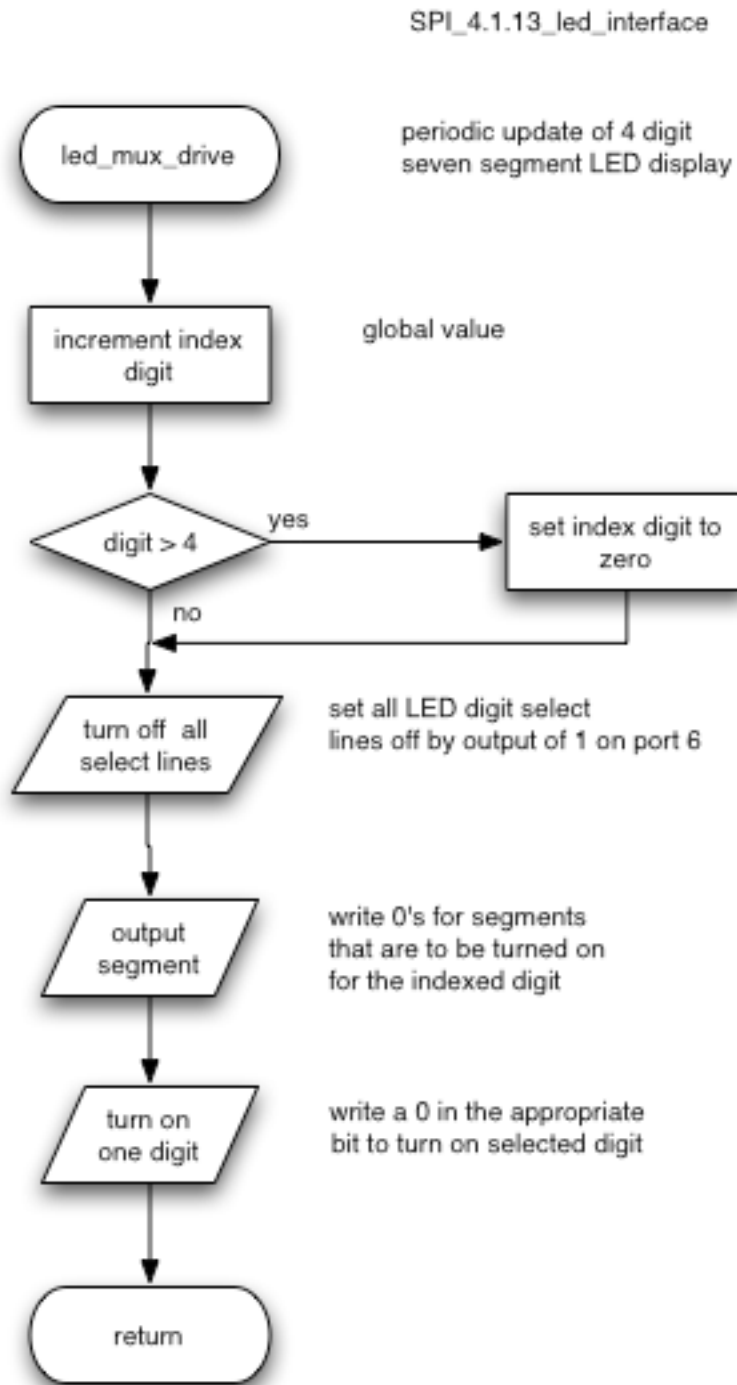 SPI_4.1.13_led_interface
led_mux_drive
periodic update of 4 digit
seven segment LED display
increment index
digit
global value
digit > 4
yes
set index digit to
zero
no
turn off all
select lines
set all LED digit select
lines off by output of 1 on port 6
output
segment
write 0's for segments
that are to be turned on
for the indexed digit
turn on
one digit
write a 0 in the appropriate
bit to turn on selected digit
return